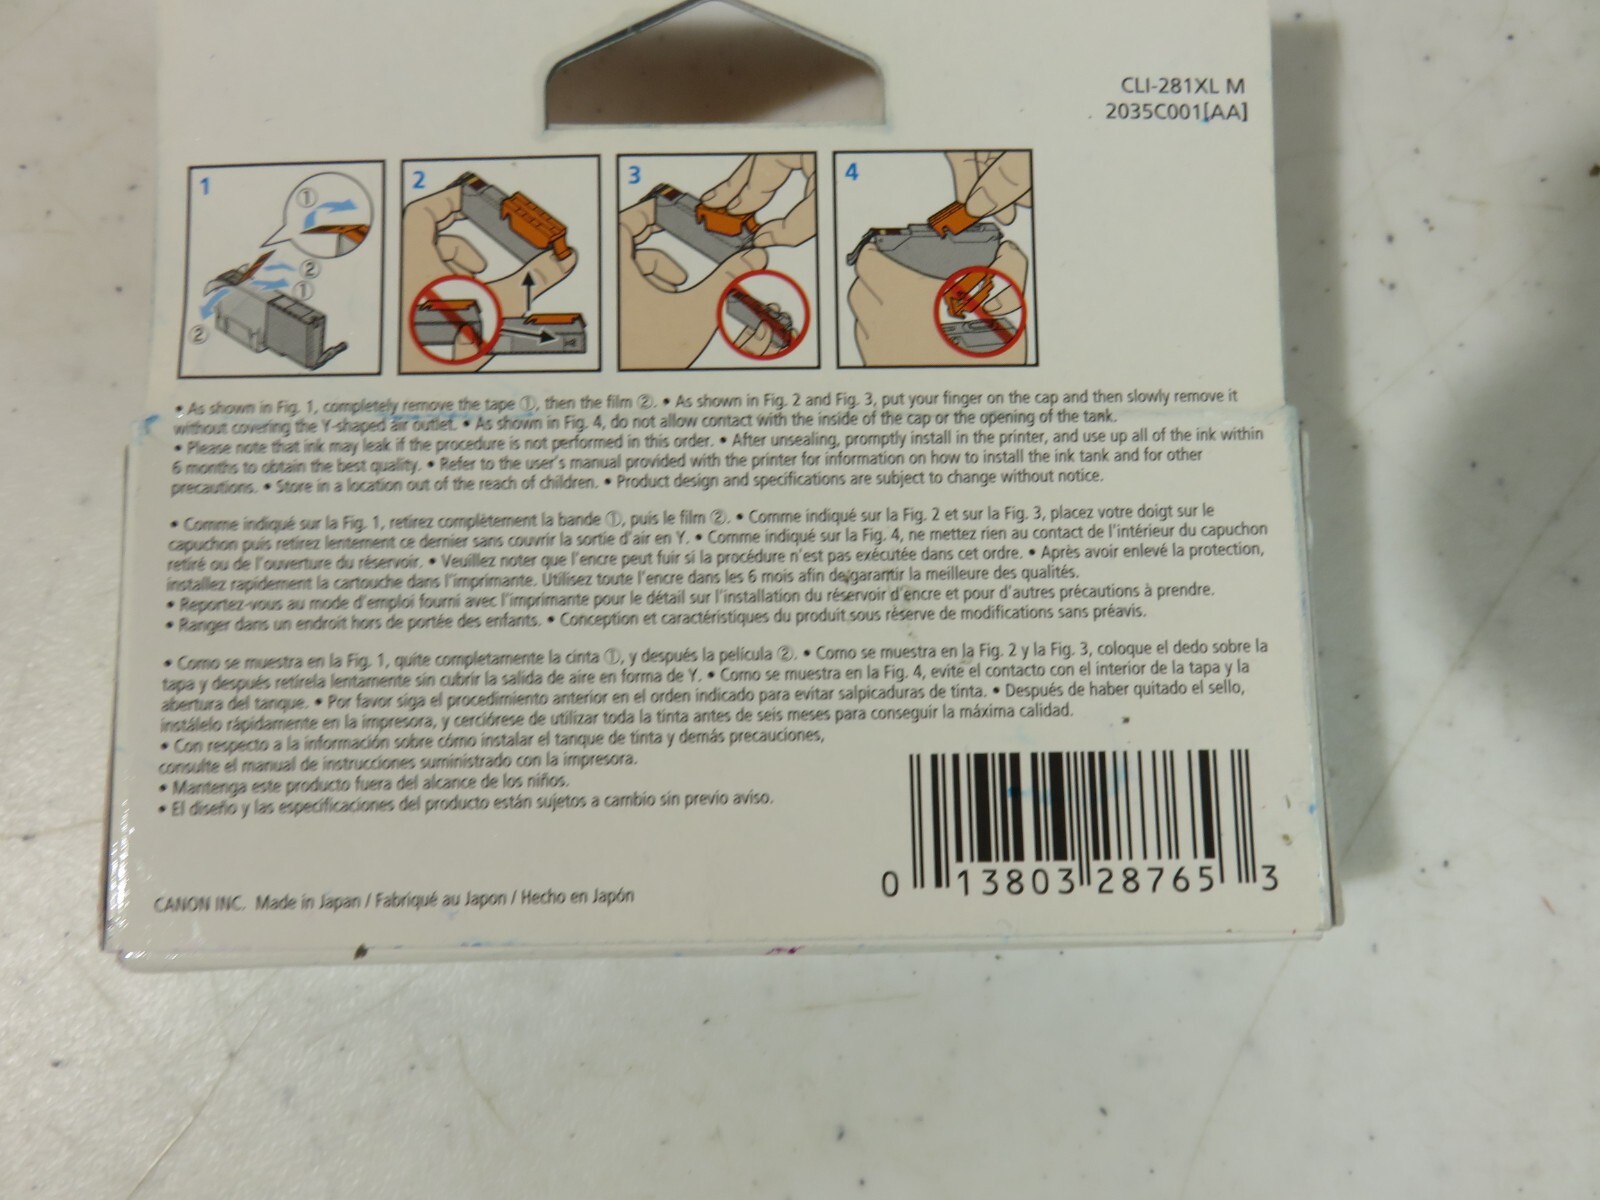 CLI-281XL M
2035C001[AA]
1 2 3 4
① ② ① ②
• As shown in Fig. 1, completely remove the tape ①, then the film ②. • As shown in Fig. 2 and Fig. 3, put your finger on the cap and then slowly remove it
without covering the Y-shaped air outlet. • As shown in Fig. 4, do not allow contact with the inside of the cap or the opening of the tank.
• Please note that ink may leak if the procedure is not performed in this order. • After unsealing, promptly install in the printer, and use up all of the ink within
6 months to obtain the best quality. • Refer to the user's manual provided with the printer for information on how to install the ink tank and for other
precautions. • Store in a location out of the reach of children. • Product design and specifications are subject to change without notice.
• Comme indiqué sur la Fig. 1, retirez complètement la bande ①, puis le film ②. • Comme indiqué sur la Fig. 2 et sur la Fig. 3, placez votre doigt sur le
capuchon puis retirez lentement ce dernier sans couvrir la sortie d'air en Y. • Comme indiqué sur la Fig. 4, ne mettez rien au contact de l'intérieur du capuchon
retiré ou de l'ouverture du réservoir. • Veuillez noter que l'encre peut fuir si la procédure n'est pas exécutée dans cet ordre. • Après avoir enlevé la protection,
installez rapidement la cartouche dans l'imprimante. Utilisez toute l'encre dans les 6 mois afin de garantir la meilleure des qualités.
• Reportez-vous au mode d'emploi fourni avec l'imprimante pour le détail sur l'installation du réservoir d'encre et pour d'autres précautions à prendre.
• Ranger dans un endroit hors de portée des enfants. • Conception et caractéristiques du produit sous réserve de modifications sans préavis.
• Como se muestra en la Fig. 1, quite completamente la cinta ①, y después la película ②. • Como se muestra en la Fig. 2 y la Fig. 3, coloque el dedo sobre la
tapa y después retírela lentamente sin cubrir la salida de aire en forma de Y. • Como se muestra en la Fig. 4, evite el contacto con el interior de la tapa y la
abertura del tanque. • Por favor siga el procedimiento anterior en el orden indicado para evitar salpicaduras de tinta. • Después de haber quitado el sello,
instálelo rápidamente en la impresora, y cerciórese de utilizar toda la tinta antes de seis meses para conseguir la máxima calidad.
• Con respecto a la información sobre cómo instalar el tanque de tinta y demás precauciones,
consulte el manual de instrucciones suministrado con la impresora.
• Mantenga este producto fuera del alcance de los niños.
• El diseño y las especificaciones del producto están sujetos a cambio sin previo aviso.
0 13803 28765 3
CANON INC. Made in Japan / Fabriqué au Japon / Hecho en Japón